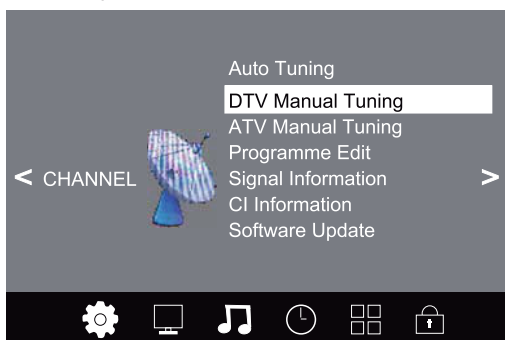 Auto Tuning
DTV Manual Tuning
ATV Manual Tuning
Programme Edit
< CHANNEL Signal Information >
CI Information
Software Update